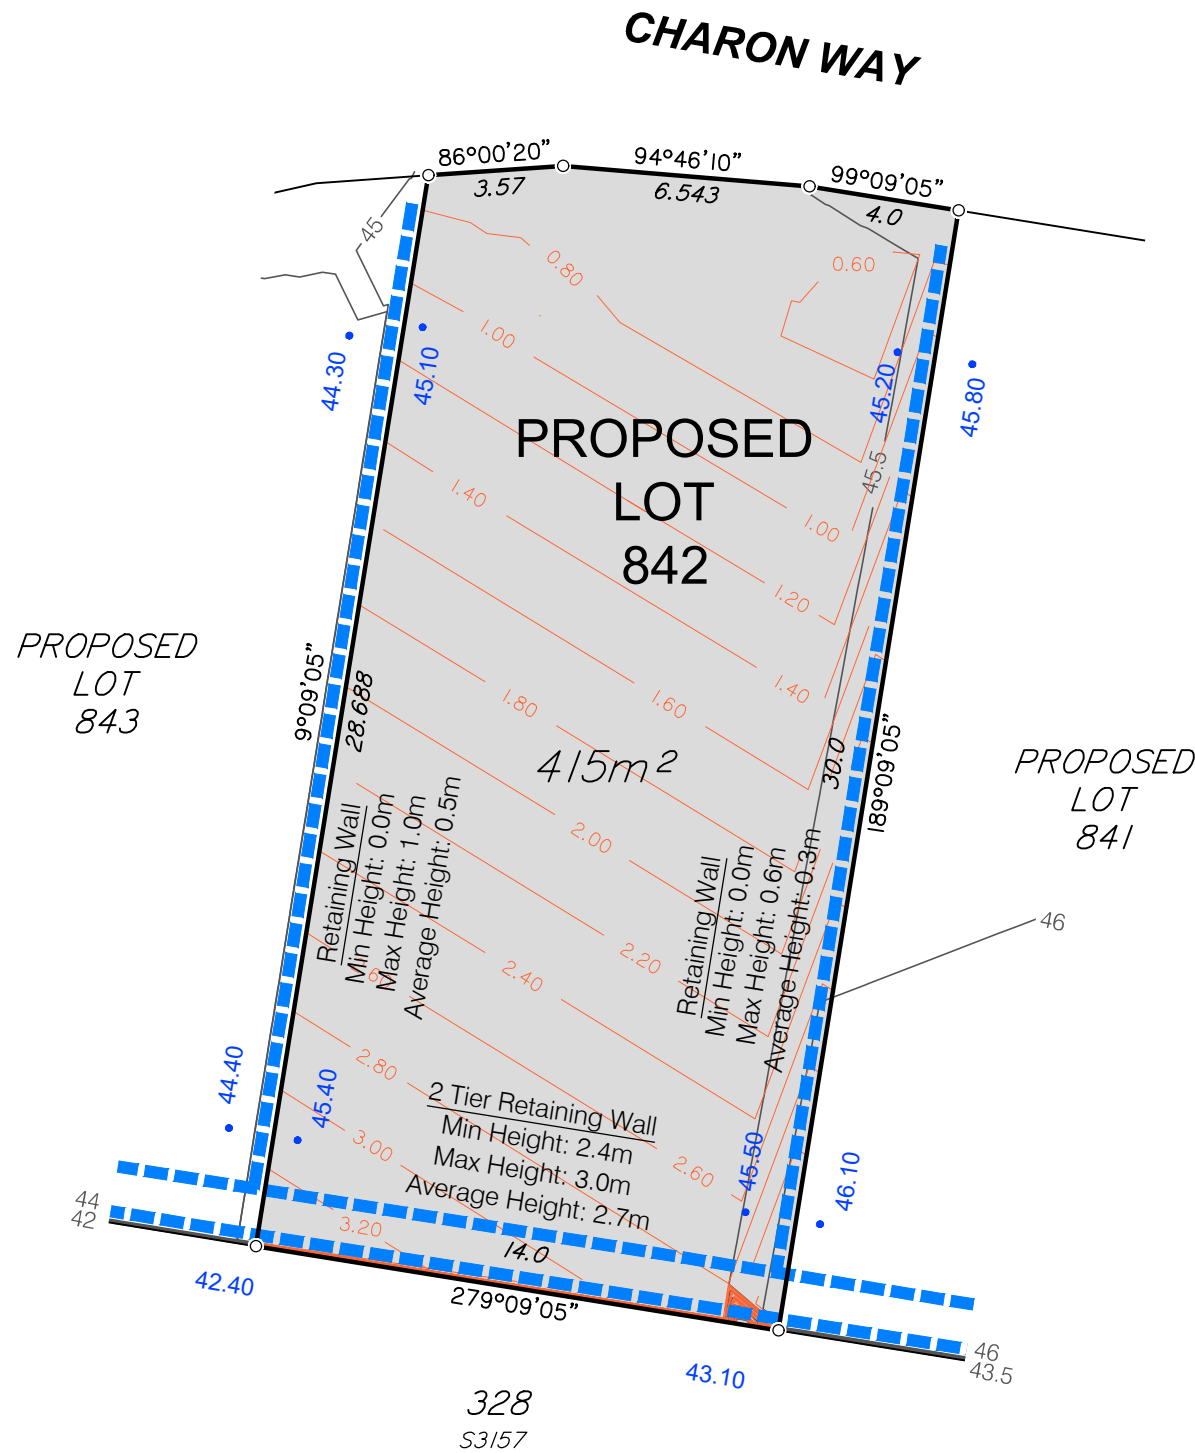 CHARON WAY
86°00'20"
94°46'10"
99°09'05"
3.57
6.543
4.0
45
0.80
0.60
1.00
44.30
45.10
45.20
45.80
PROPOSED
LOT
842
45.5
1.40
1.00
1.20
PROPOSED
LOT
843
9°09'05"
28.688
1.80
1.60
1.40
415m²
30.0
189°09'05"
PROPOSED
LOT
841
2.00
Retaining Wall
Min Height: 0.0m
Max Height: 1.0m
Average Height: 0.5m
Retaining Wall
Min Height: 0.0m
Max Height: 0.6m
Average Height: 0.3m
46
2.20
2.40
44.40
45.40
2.80
3.00
2 Tier Retaining Wall
Min Height: 2.4m
Max Height: 3.0m
Average Height: 2.7m
2.60
45.50
46.10
44
42
3.20
14.0
279°09'05"
42.40
43.10
46
43.5
328
S3157